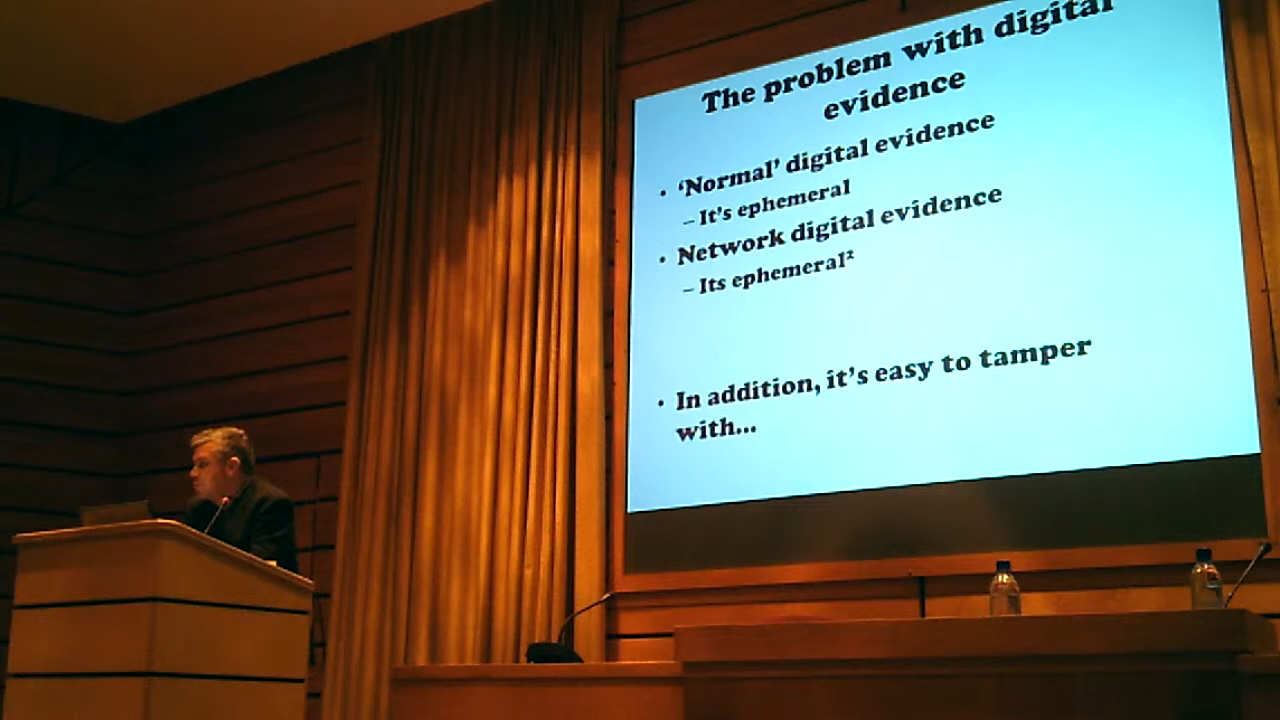 The problem with digital
evidence
• ‘Normal’ digital evidence
– It’s ephemeral
• Network digital evidence
– Its ephemeral²
• In addition, it’s easy to tamper
with...